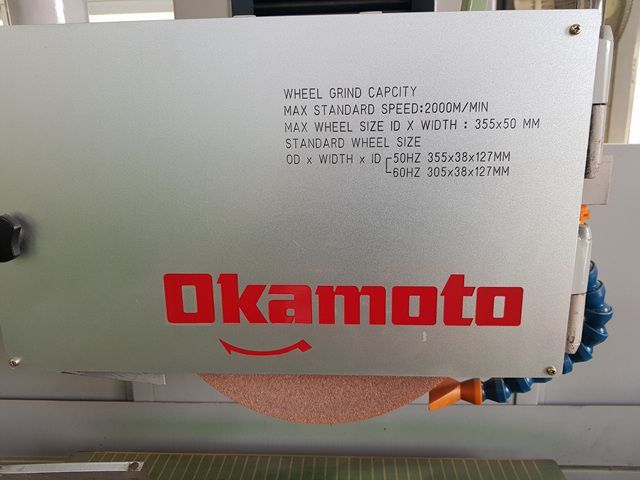 WHEEL GRIND CAPCITY
MAX STANDARD SPEED:2000M/MIN
MAX WHEEL SIZE ID X WIDTH : 355x50 MM
STANDARD WHEEL SIZE
OD x WIDTH x ID 50HZ 355x38x127MM
60HZ 305x38x127MM
Okamoto